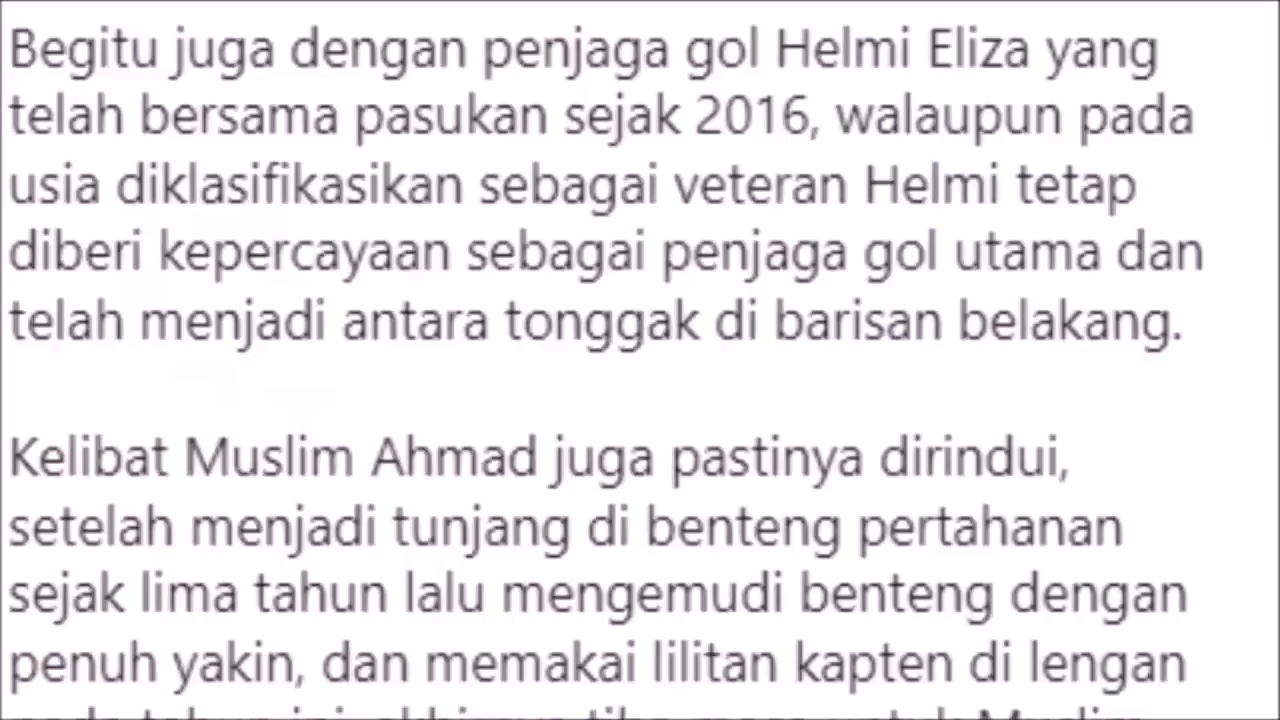 Begitu juga dengan penjaga gol Helmi Eliza yang
telah bersama pasukan sejak 2016, walaupun pada
usia diklasifikasikan sebagai veteran Helmi tetap
diberi kepercayaan sebagai penjaga gol utama dan
telah menjadi antara tonggak di barisan belakang.
Kelibat Muslim Ahmad juga pastinya dirindui,
setelah menjadi tunjang di benteng pertahanan
sejak lima tahun lalu mengemudi benteng dengan
penuh yakin, dan memakai lilitan kapten di lengan